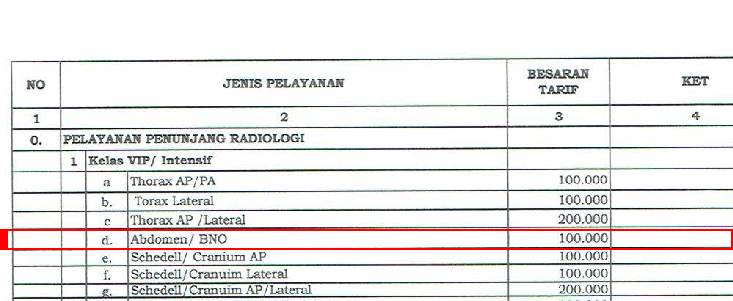 NO JENIS PELAYANAN BESARAN TARIF KET
1 2 3 4
O. PELAYANAN PENUNJANG RADIOLOGI
1 Kelas VIP/ Intensif
a Thorax AP/PA 100.000
b. Torax Lateral 100.000
c Thorax AP /Lateral 200.000
d. Abdomen/ BNO 100.000
e. Schedell/ Cranium AP 100.000
f. Schedell/Cranuim Lateral 100.000
g. Schedell/Cranuim AP/Lateral 200.000